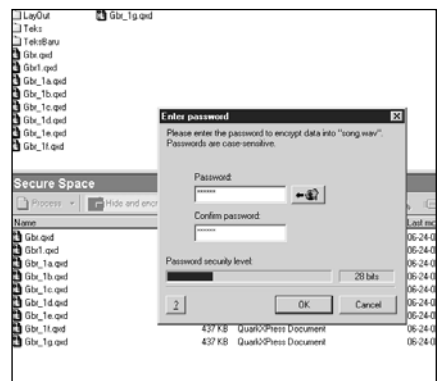 LayOut Gbr_1g.qxd
Teks
TeksBaru
Gbr.qxd
Gbr1.qxd
Gbr_1a.qxd
Gbr_1b.qxd
Gbr_1c.qxd
Gbr_1d.qxd
Gbr_1e.qxd
Gbr_1f.qxd
Enter password
Please enter the password to encrypt data into "song.wav".
Passwords are case-sensitive.
Password:
******
Confirm password:
******
Password security level:
28 bits
? OK Cancel
Secure Space
Process Hide and encr
Name Last mo
Gbr.qxd 06-24-0
Gbr1.qxd 06-24-0
Gbr_1a.qxd 06-24-0
Gbr_1b.qxd 06-24-0
Gbr_1c.qxd 06-24-0
Gbr_1d.qxd 06-24-0
Gbr_1e.qxd 06-24-0
Gbr_1f.qxd 437 KB QuarkXPress Document 06-24-0
Gbr_1g.qxd 437 KB QuarkXPress Document 06-24-0